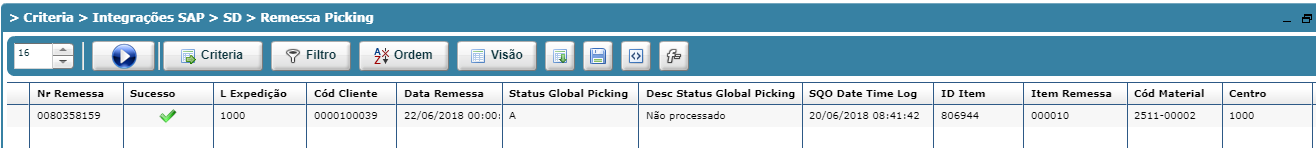 > Criteria > Integrações SAP > SD > Remessa Picking
16 Criteria Filtro Ordem Visão
Nr Remessa Sucesso L Expedição Cód Cliente Data Remessa Status Global Picking Desc Status Global Picking SQO Date Time Log ID Item Item Remessa Cód Material Centro
0080358159 1000 0000100039 22/06/2018 00:00: A Não processado 20/06/2018 08:41:42 806944 000010 2511-00002 1000